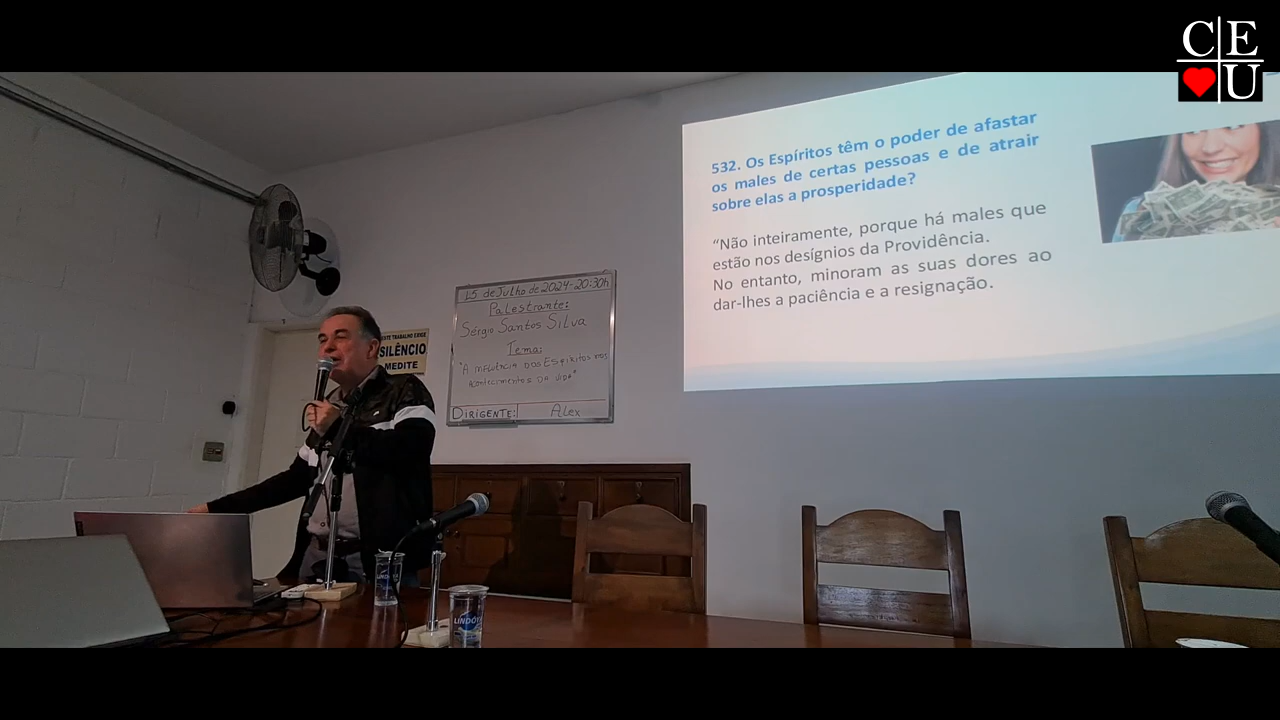 C E
U
532. Os Espíritos têm o poder de afastar
os males de certas pessoas e de atrair
sobre elas a prosperidade?
“Não inteiramente, porque há males que
estão nos desígnios da Providência.
No entanto, minoram as suas dores ao
dar-lhes a paciência e a resignação.
15 de Julho de 2024-20:30h
Palestrante:
Sérgio Santos Silva
Tema:
"A influência dos Espíritos nos
acontecimentos da vida"
DIRIGENTE: Alex
ESTE TRABALHO EXIGE
SILÊNCIO
MEDITE
LINDOYA